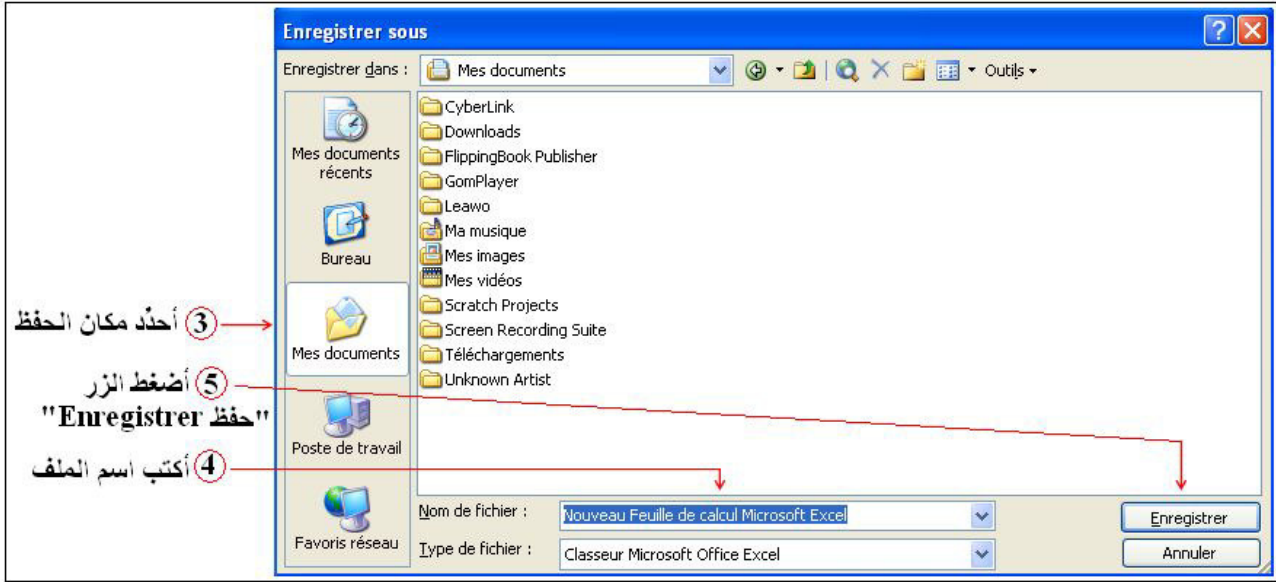 Enregistrer sous
Enregistrer dans :
Mes documents
Outils
Mes documents
récents
Bureau
Mes documents
Poste de travail
Favoris réseau
CyberLink
Downloads
FlippingBook Publisher
GomPlayer
Leawo
Ma musique
Mes images
Mes vidéos
Scratch Projects
Screen Recording Suite
Téléchargements
Unknown Artist
③ أحدّد مكان الحفظ
⑤ أضغط الزر
"حفظ Enregistrer"
④ أكتب اسم الملف
Nom de fichier :
Nouveau Feuille de calcul Microsoft Excel
Enregistrer
Type de fichier :
Classeur Microsoft Office Excel
Annuler